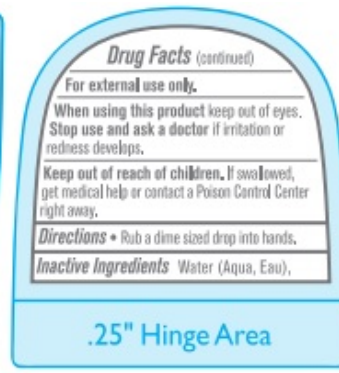 Drug Facts (continued)
For external use only.
When using this product keep out of eyes.
Stop use and ask a doctor if irritation or
redness develops.
Keep out of reach of children. If swallowed,
get medical help or contact a Poison Control Center
right away.
Directions • Rub a dime sized drop into hands.
Inactive Ingredients Water (Aqua, Eau),
.25" Hinge Area